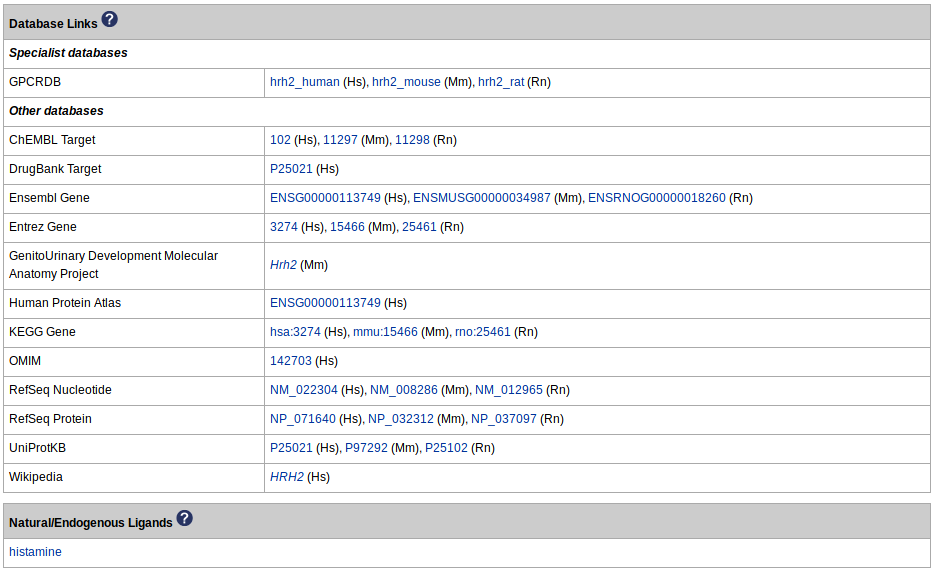 Database Links ?
Specialist databases
GPCRDB hrh2_human (Hs), hrh2_mouse (Mm), hrh2_rat (Rn)
Other databases
ChEMBL Target 102 (Hs), 11297 (Mm), 11298 (Rn)
DrugBank Target P25021 (Hs)
Ensembl Gene ENSG00000113749 (Hs), ENSMUSG00000034987 (Mm), ENSRNOG00000018260 (Rn)
Entrez Gene 3274 (Hs), 15466 (Mm), 25461 (Rn)
GenitoUrinary Development Molecular
Anatomy Project Hrh2 (Mm)
Human Protein Atlas ENSG00000113749 (Hs)
KEGG Gene hsa:3274 (Hs), mmu:15466 (Mm), rno:25461 (Rn)
OMIM 142703 (Hs)
RefSeq Nucleotide NM_022304 (Hs), NM_008286 (Mm), NM_012965 (Rn)
RefSeq Protein NP_071640 (Hs), NP_032312 (Mm), NP_037097 (Rn)
UniProtKB P25021 (Hs), P97292 (Mm), P25102 (Rn)
Wikipedia HRH2 (Hs)
Natural/Endogenous Ligands ?
histamine